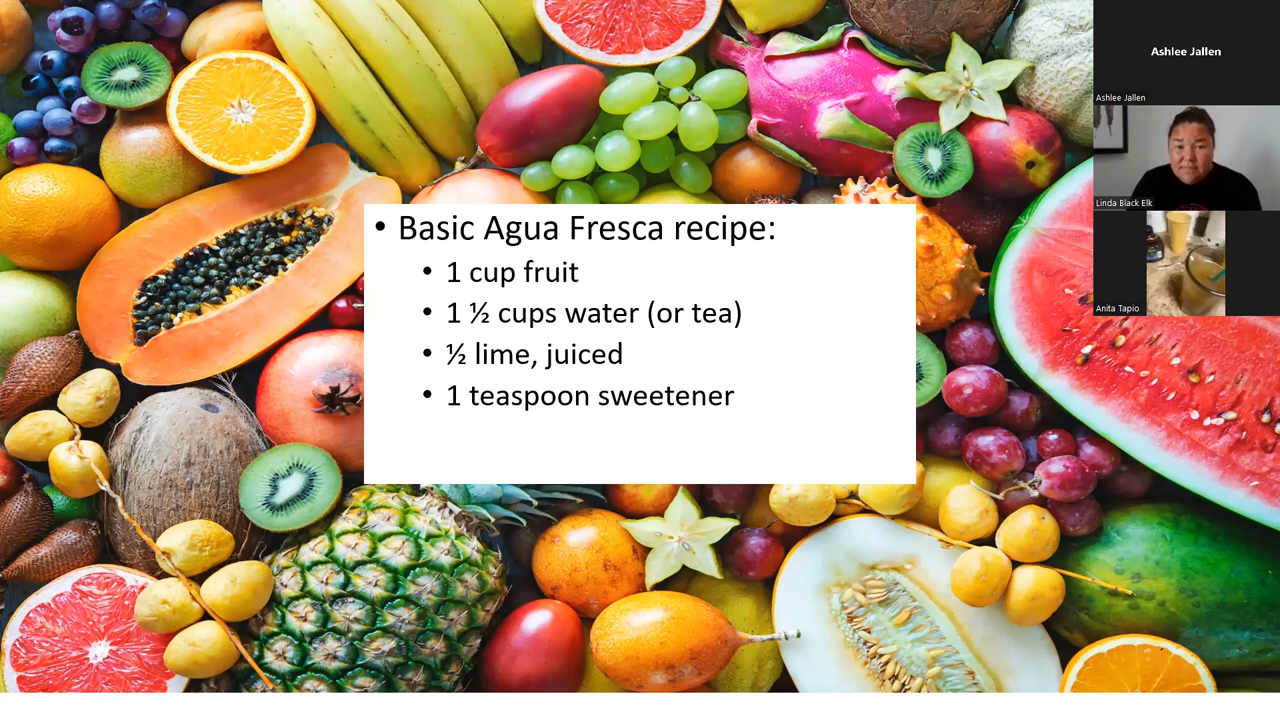 • Basic Agua Fresca recipe:
• 1 cup fruit
• 1 ½ cups water (or tea)
• ½ lime, juiced
• 1 teaspoon sweetener
Ashlee Jallen
Ashlee Jallen
Linda Black Elk
Anita Tapio